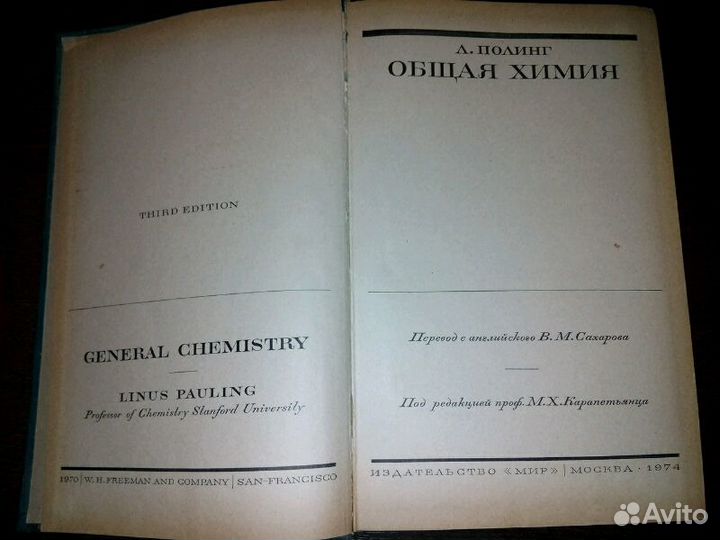 THIRD EDITION
GENERAL CHEMISTRY
LINUS PAULING
Professor of Chemistry Stanford University
1970 | W. H. FREEMAN AND COMPANY | SAN-FRANCISCO
Л. ПОЛИНГ
ОБЩАЯ ХИМИЯ
Перевод с английского В. М. Сахарова
Под редакцией проф. М. Х. Карапетьянца
ИЗДАТЕЛЬСТВО «МИР» | МОСКВА · 1974
Avito